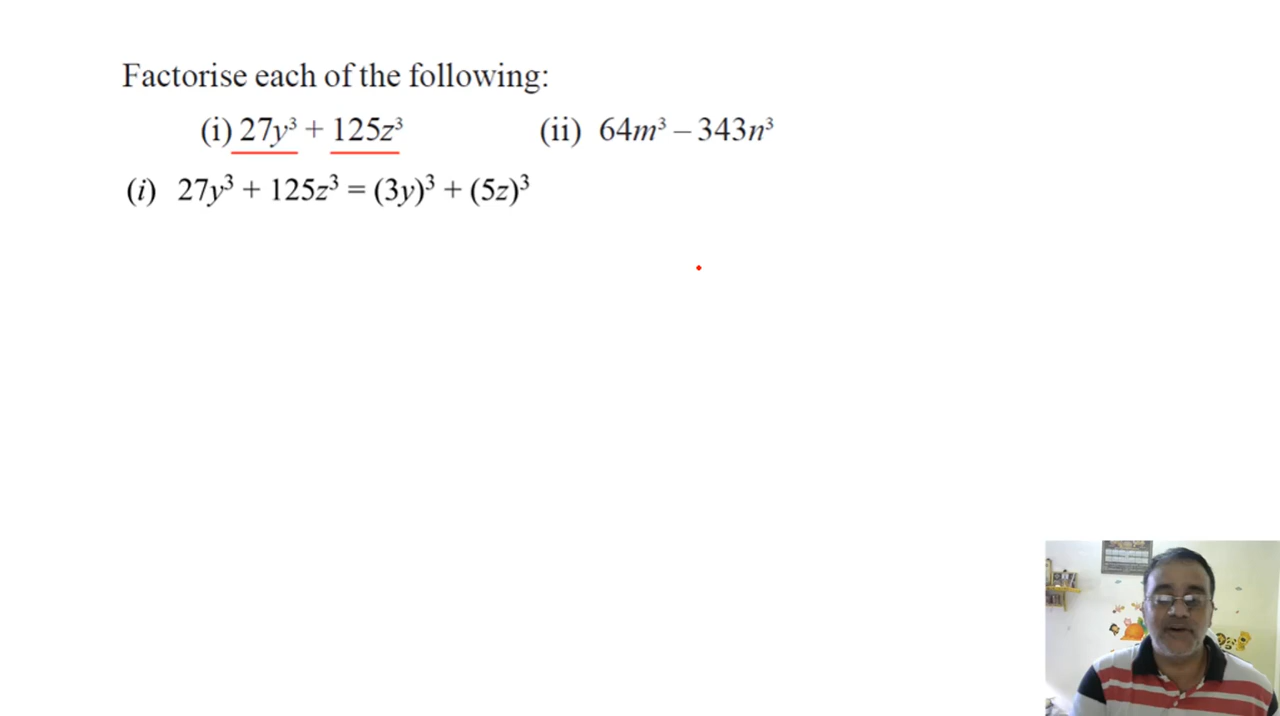 Factorise each of the following:
(i) 27y³ + 125z³ (ii) 64m³ – 343n³
(i) 27y³ + 125z³ = (3y)³ + (5z)³